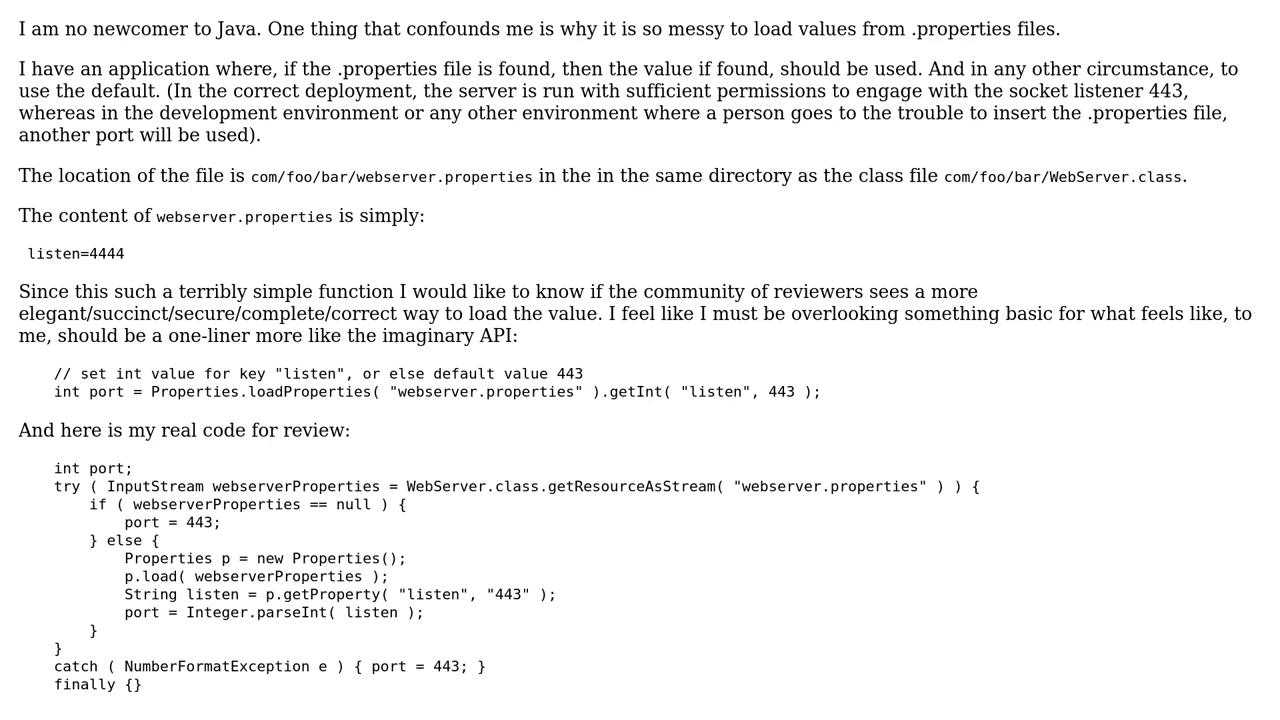 I am no newcomer to Java. One thing that confounds me is why it is so messy to load values from .properties files.
I have an application where, if the .properties file is found, then the value if found, should be used. And in any other circumstance, to
use the default. (In the correct deployment, the server is run with sufficient permissions to engage with the socket listener 443,
whereas in the development environment or any other environment where a person goes to the trouble to insert the .properties file,
another port will be used).
The location of the file is com/foo/bar/webserver.properties in the in the same directory as the class file com/foo/bar/WebServer.class.
The content of webserver.properties is simply:
listen=4444
Since this such a terribly simple function I would like to know if the community of reviewers sees a more
elegant/succinct/secure/complete/correct way to load the value. I feel like I must be overlooking something basic for what feels like, to
me, should be a one-liner more like the imaginary API:
// set int value for key "listen", or else default value 443
int port = Properties.loadProperties( "webserver.properties" ).getInt( "listen", 443 );
And here is my real code for review:
int port;
try ( InputStream webserverProperties = WebServer.class.getResourceAsStream( "webserver.properties" ) ) {
    if ( webserverProperties == null ) {
        port = 443;
    } else {
        Properties p = new Properties();
        p.load( webserverProperties );
        String listen = p.getProperty( "listen", "443" );
        port = Integer.parseInt( listen );
    }
}
catch ( NumberFormatException e ) { port = 443; }
finally {}